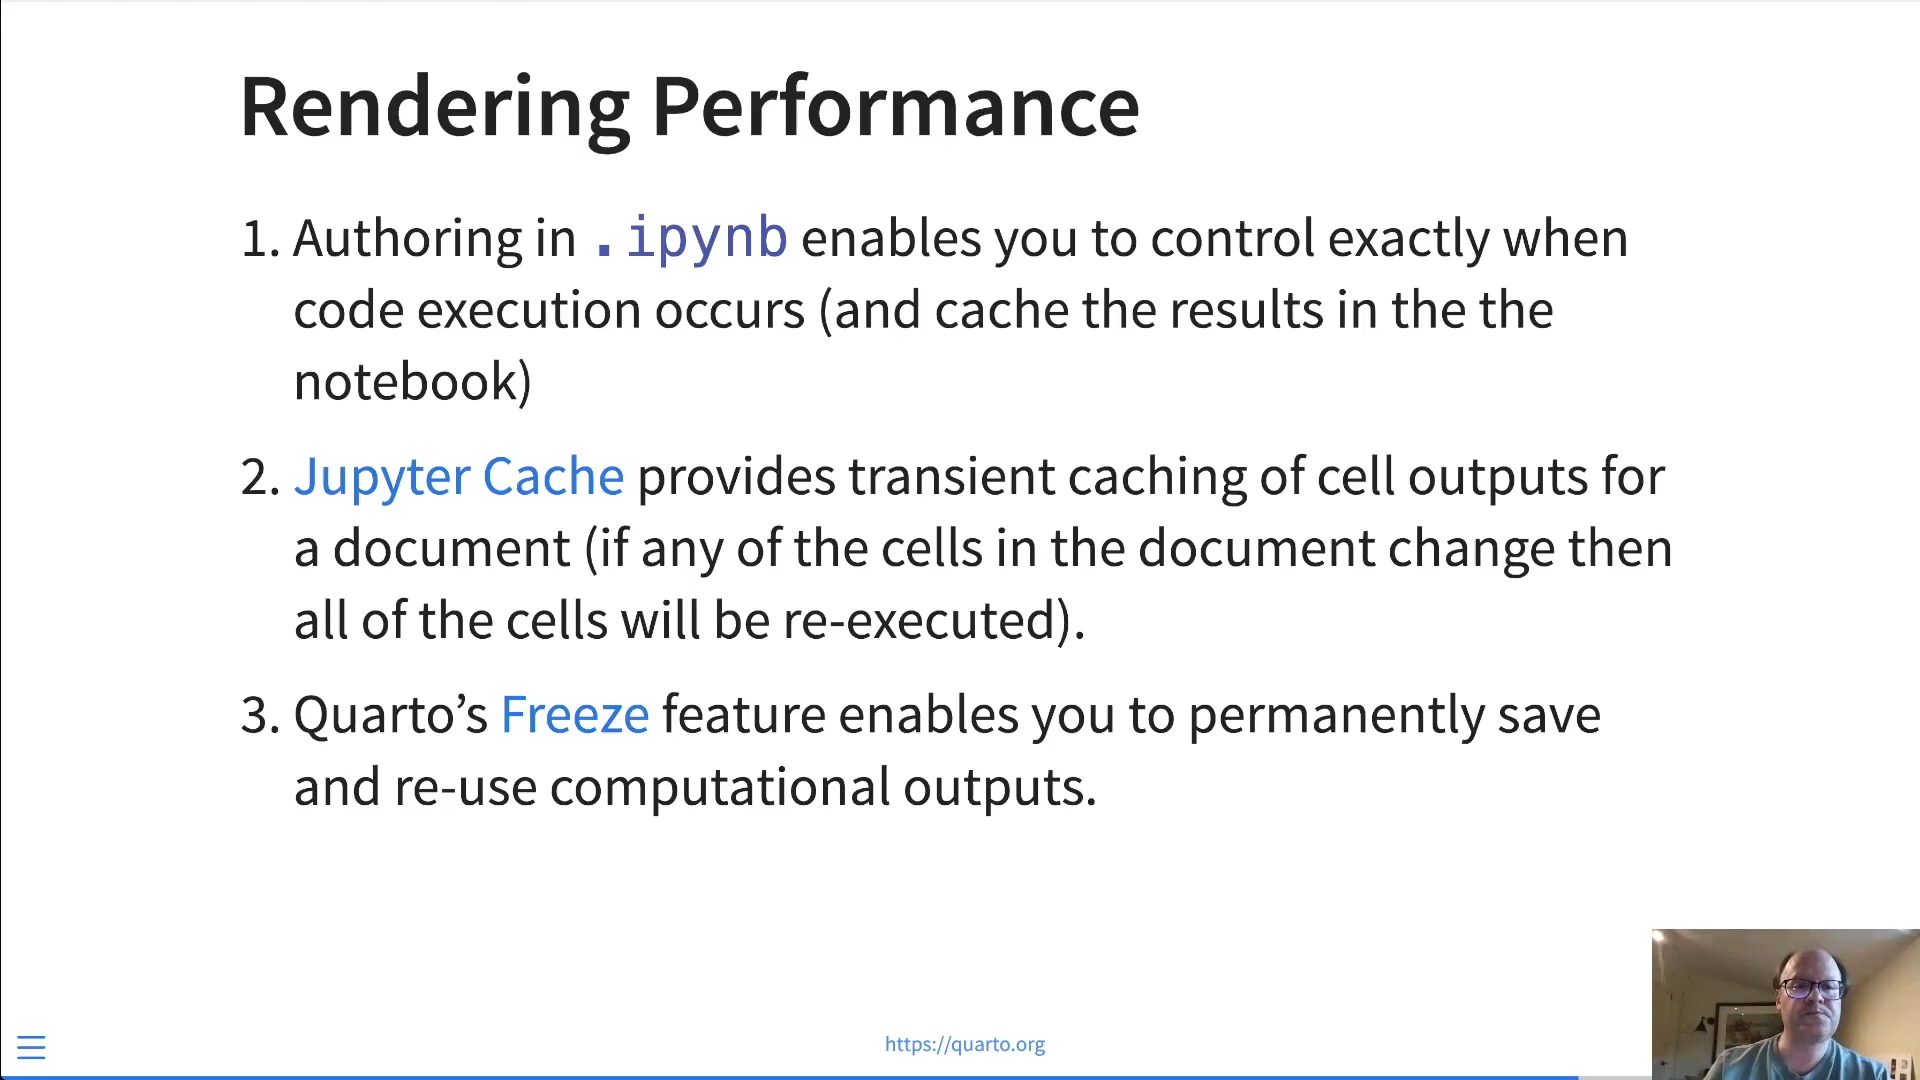 Rendering Performance
1. Authoring in .ipynb enables you to control exactly when
code execution occurs (and cache the results in the the
notebook)
2. Jupyter Cache provides transient caching of cell outputs for
a document (if any of the cells in the document change then
all of the cells will be re-executed).
3. Quarto’s Freeze feature enables you to permanently save
and re-use computational outputs.
https://quarto.org